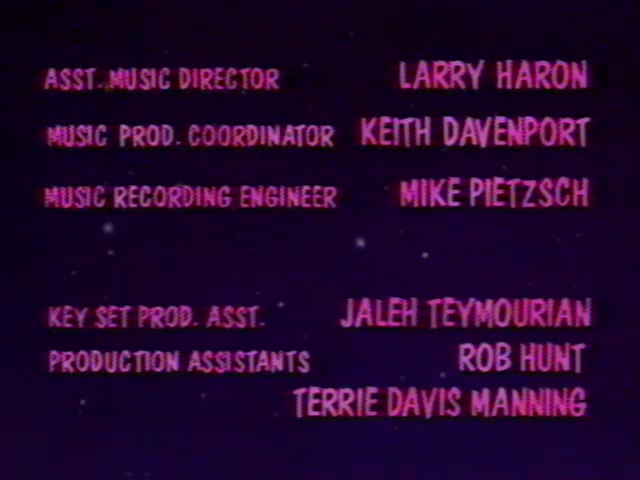 ASST. MUSIC DIRECTOR LARRY HARON
MUSIC PROD. COORDINATOR KEITH DAVENPORT
MUSIC RECORDING ENGINEER MIKE PIETZSCH
KEY SET PROD. ASST. JALEH TEYMOURIAN
PRODUCTION ASSISTANTS ROB HUNT
TERRIE DAVIS MANNING